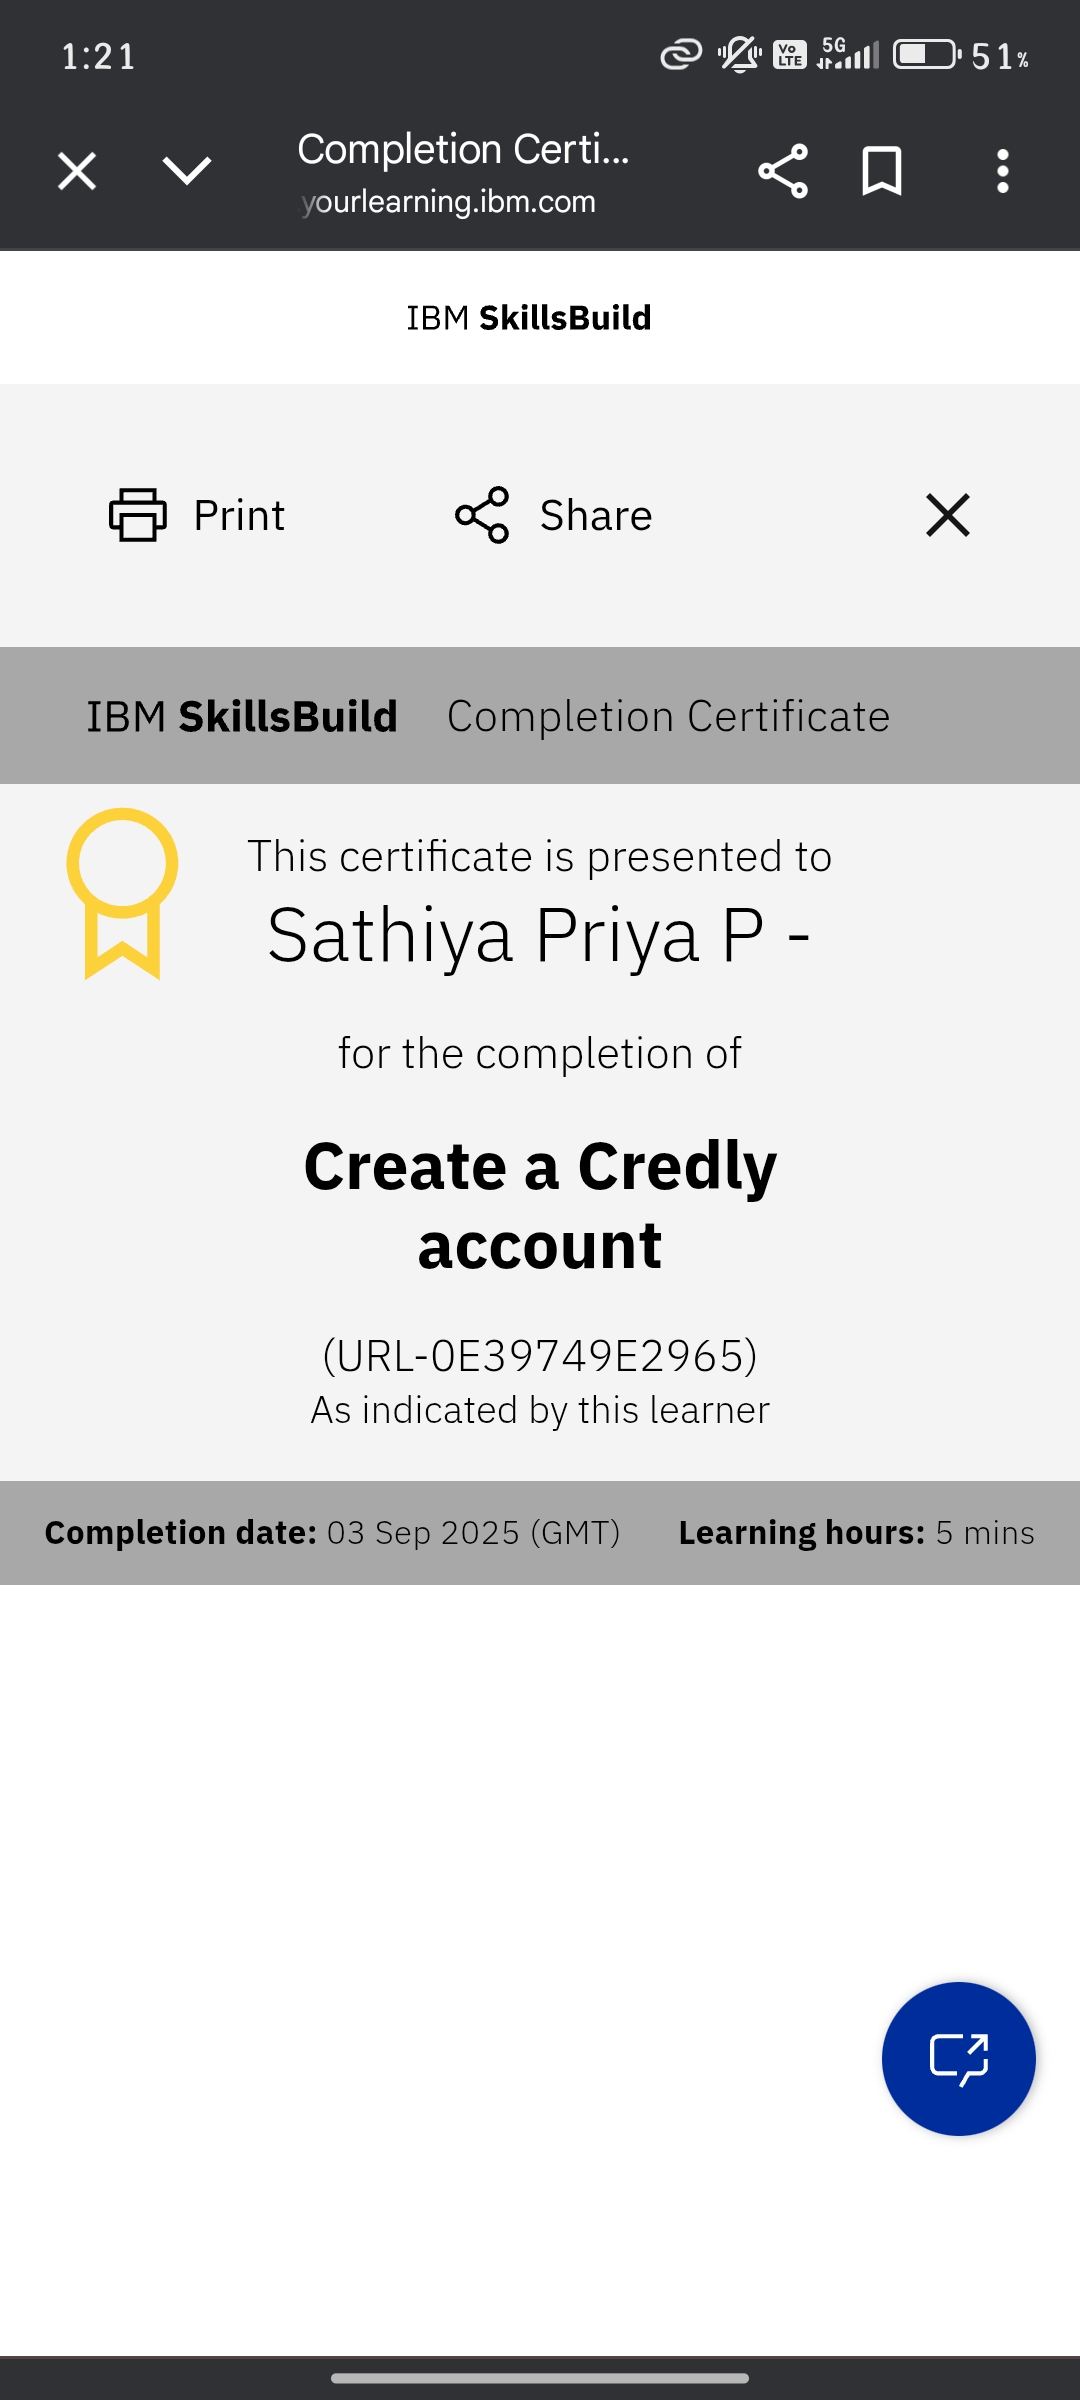 1:21
Vo LTE 5G 51%
Completion Certi...
yourlearning.ibm.com
IBM SkillsBuild
Print Share
IBM SkillsBuild Completion Certificate
This certificate is presented to
Sathiya Priya P -
for the completion of
Create a Credly
account
(URL-0E39749E2965)
As indicated by this learner
Completion date: 03 Sep 2025 (GMT) Learning hours: 5 mins